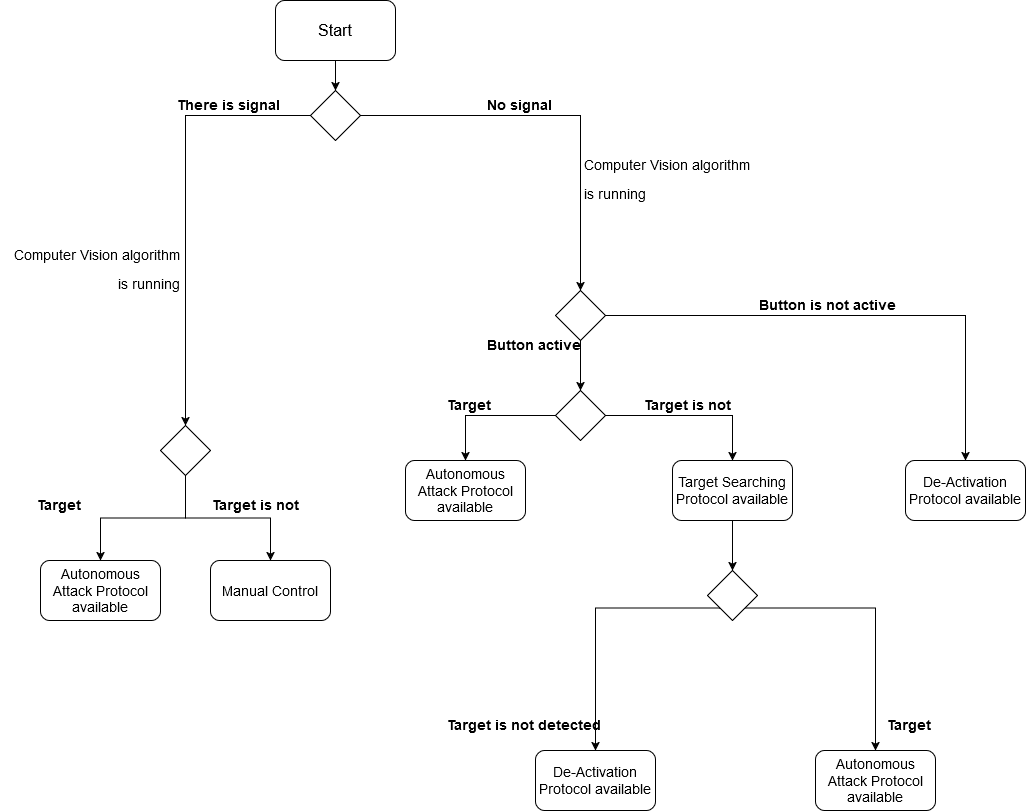 Start
There is signal
No signal
Computer Vision algorithm
is running
Computer Vision algorithm
is running
Button is not active
Button active
Target
Target is not
Autonomous
Attack Protocol
available
Target Searching
Protocol available
De-Activation
Protocol available
Target
Target is not
Autonomous
Attack Protocol
available
Manual Control
Target is not detected
Target
De-Activation
Protocol available
Autonomous
Attack Protocol
available